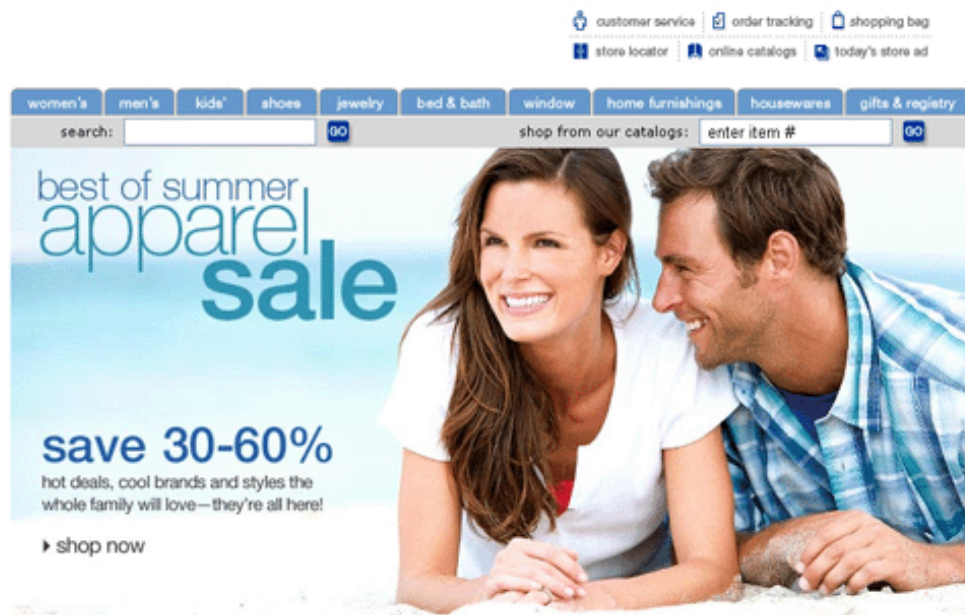 customer service order tracking shopping bag
store locator online catalogs today's store ad
women's men's kids' shoes jewelry bed & bath window home furnishings housewares gifts & registry
search: GO shop from our catalogs: enter item # GO
best of summer
apparel
sale
save 30-60%
hot deals, cool brands and styles the
whole family will love—they're all here!
shop now